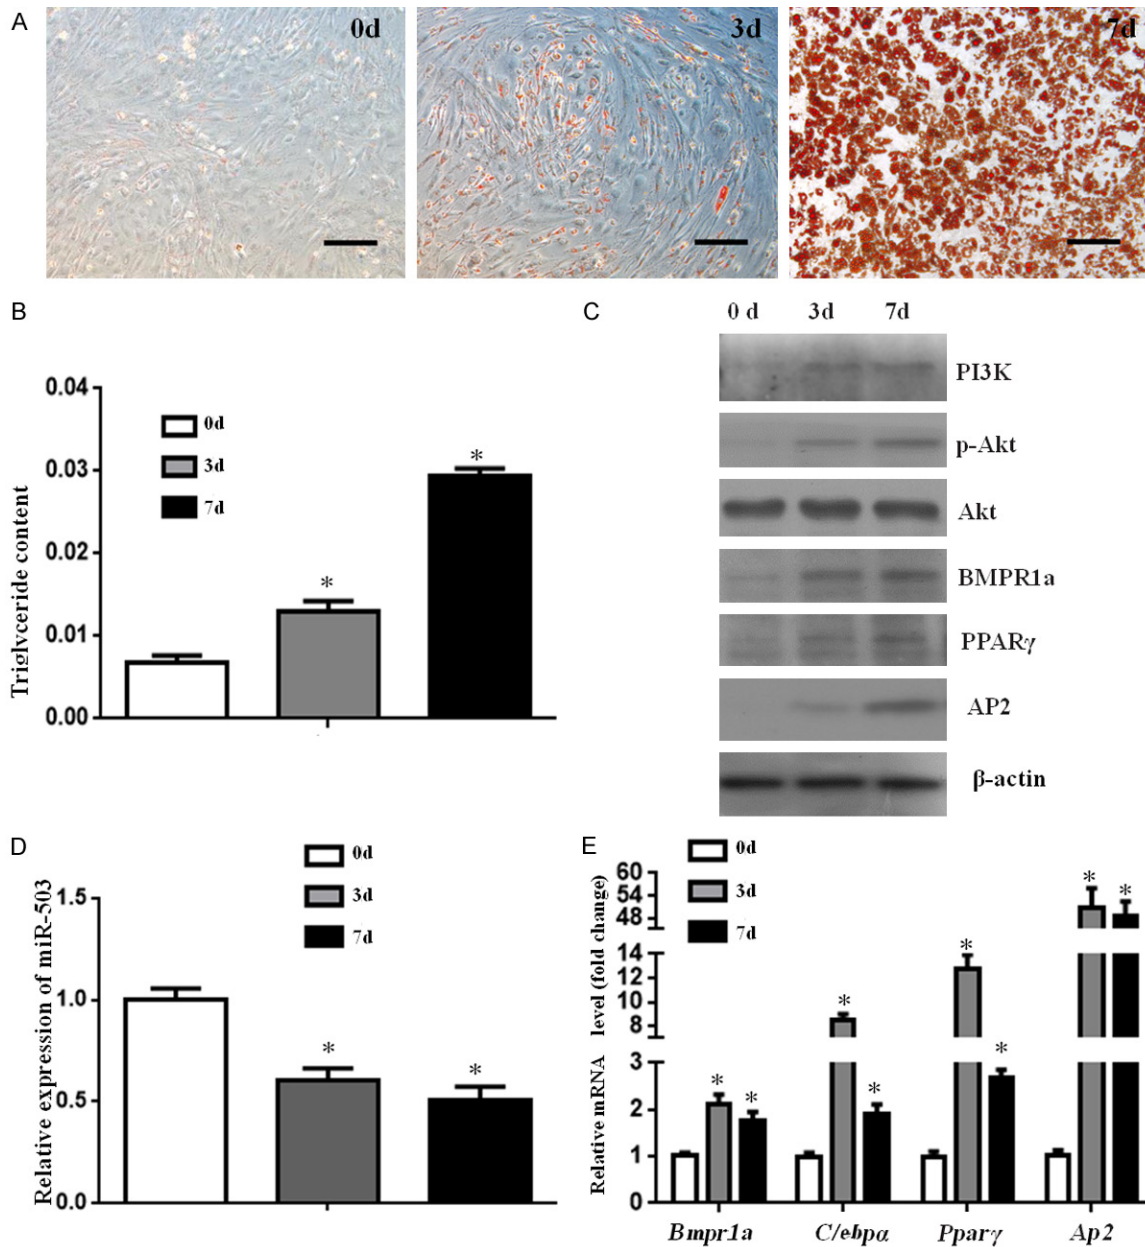 A
0d
3d
7d
B
0.04
0.03
0.02
0.01
0.00
Triglyceride content
0d
3d
7d
*
*
C
0 d 3d 7d
PI3K
p-Akt
Akt
BMPR1a
PPARγ
AP2
β-actin
D
1.5
1.0
0.5
0.0
Relative expression of miR-503
0d
3d
7d
*
*
E
60
54
48
14
12
10
8
3
2
1
0
Relative mRNA level (fold change)
0d
3d
7d
* *
* *
* *
* *
Bmpr1a C/ebpα Pparγ Ap2